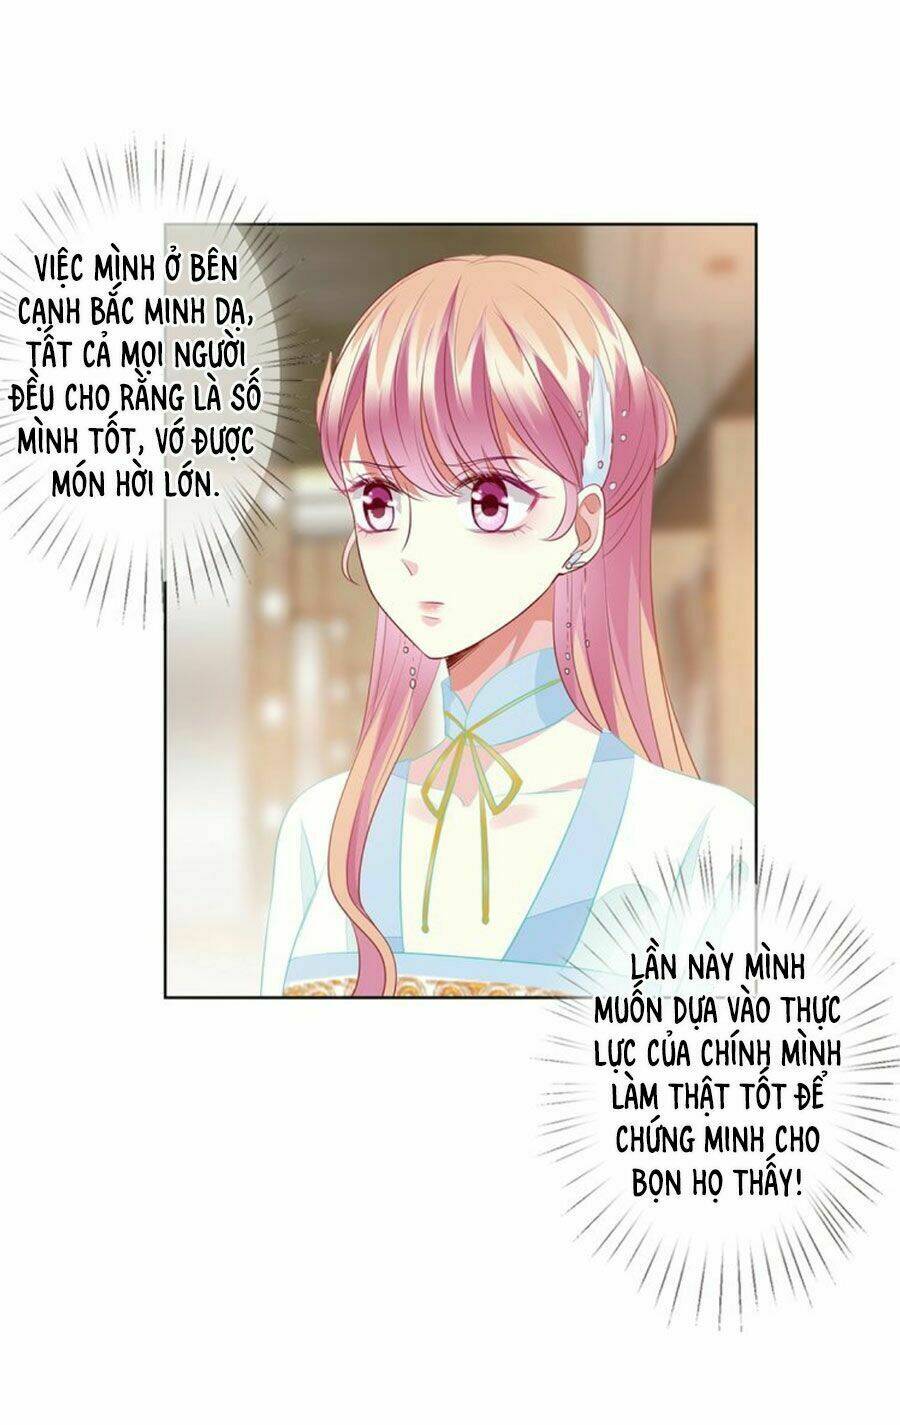 VIỆC MÌNH Ở BÊN
CẠNH BẮC MINH DẠ,
TẤT CẢ MỌI NGƯỜI
ĐỀU CHO RẰNG LÀ SỐ
MÌNH TỐT, VỚ ĐƯỢC
MÓN HỜI LỚN.
LẦN NÀY MÌNH
MUỐN DỰA VÀO THỰC
LỰC CỦA CHÍNH MÌNH
LÀM THẬT TỐT ĐỂ
CHỨNG MINH CHO
BỌN HỌ THẤY!